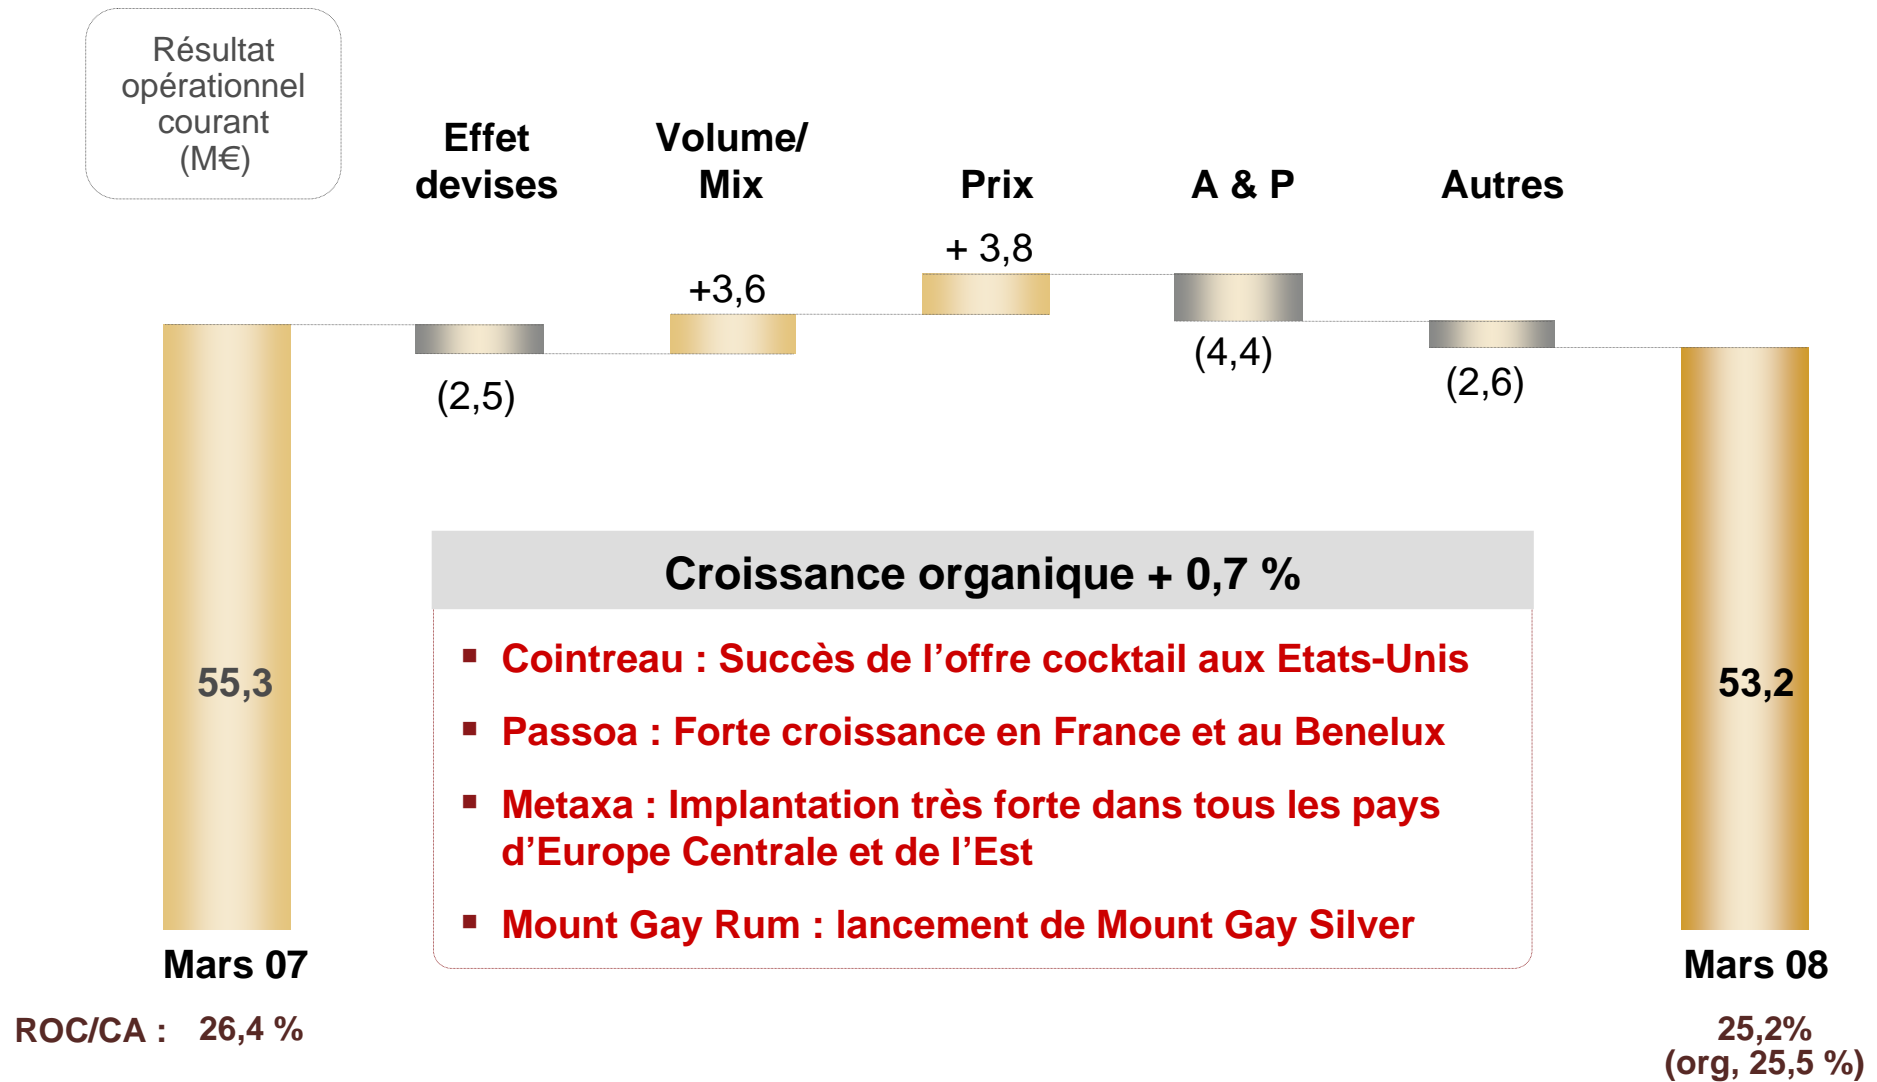 Résultat
opérationnel
courant
(M€)
Effet
devises
Volume/
Mix
Prix
A & P
Autres
(2,5)
+3,6
+ 3,8
(4,4)
(2,6)
Croissance organique + 0,7 %
▪ Cointreau : Succès de l’offre cocktail aux Etats-Unis
▪ Passoa : Forte croissance en France et au Benelux
▪ Metaxa : Implantation très forte dans tous les pays
d’Europe Centrale et de l’Est
▪ Mount Gay Rum : lancement de Mount Gay Silver
55,3
53,2
Mars 07
Mars 08
ROC/CA : 26,4 %
25,2%
(org, 25,5 %)